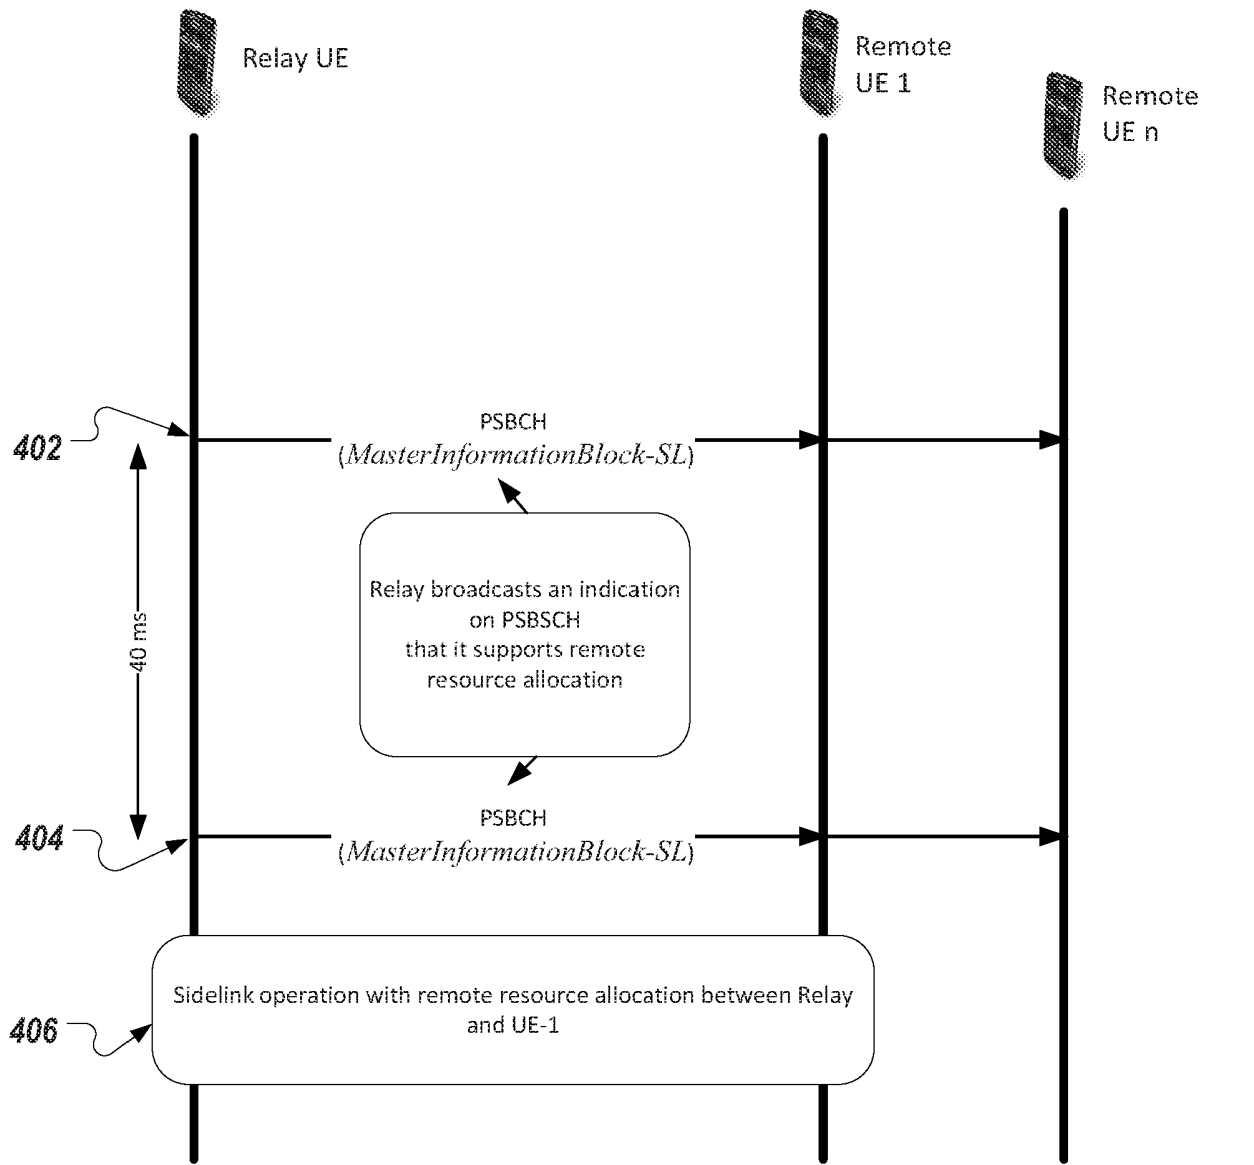 Relay UE
Remote
UE 1
Remote
UE n
402
PSBCH
(MasterInformationBlock-SL)
Relay broadcasts an indication
on PSBSCH
that it supports remote
resource allocation
40 ms
404
PSBCH
(MasterInformationBlock-SL)
Sidelink operation with remote resource allocation between Relay
and UE-1
406